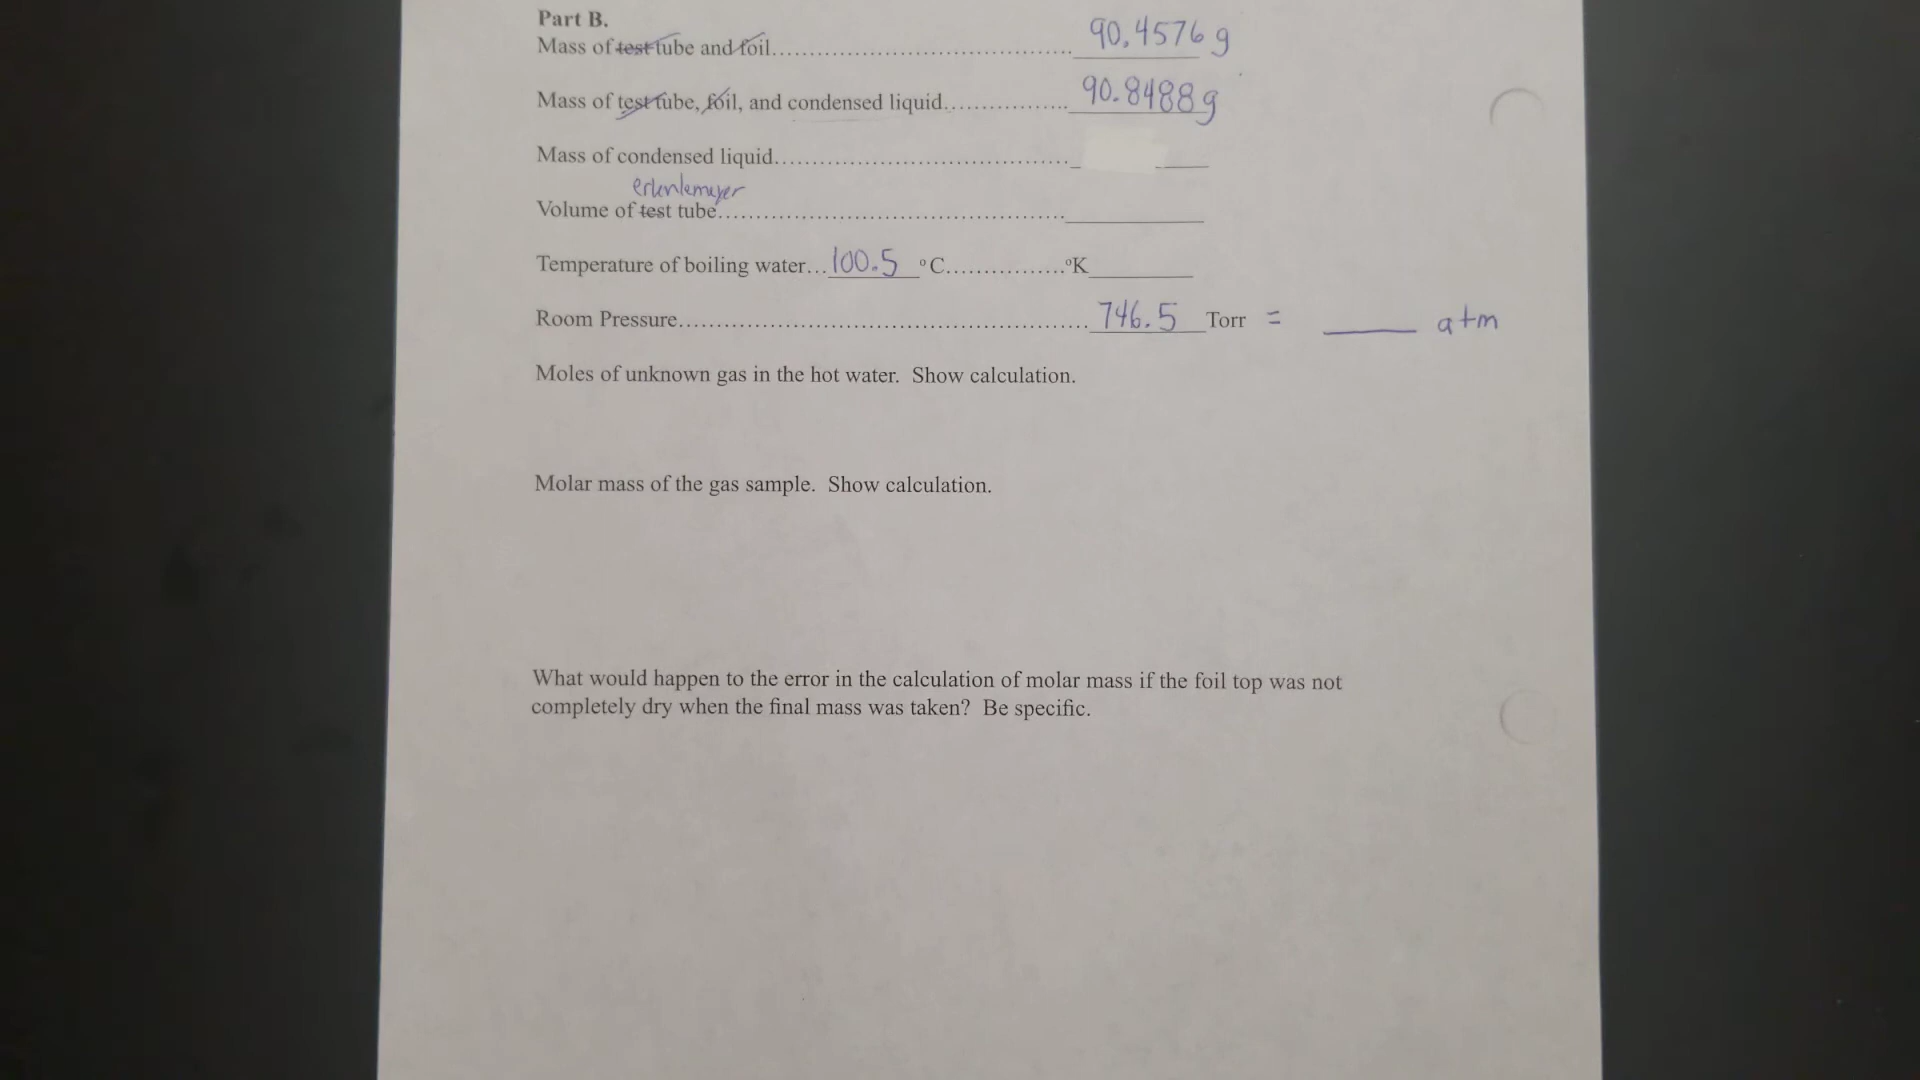 Part B.
Mass of test tube and foil.......................................... 90.4576 g
Mass of test tube, foil, and condensed liquid................. 90.8488 g
Mass of condensed liquid.......................................
erlenlemeyer
Volume of test tube................................................
Temperature of boiling water... 100.5 °C................°K
Room Pressure......................................................... 746.5 Torr = ____ atm
Moles of unknown gas in the hot water. Show calculation.
Molar mass of the gas sample. Show calculation.
What would happen to the error in the calculation of molar mass if the foil top was not
completely dry when the final mass was taken? Be specific.